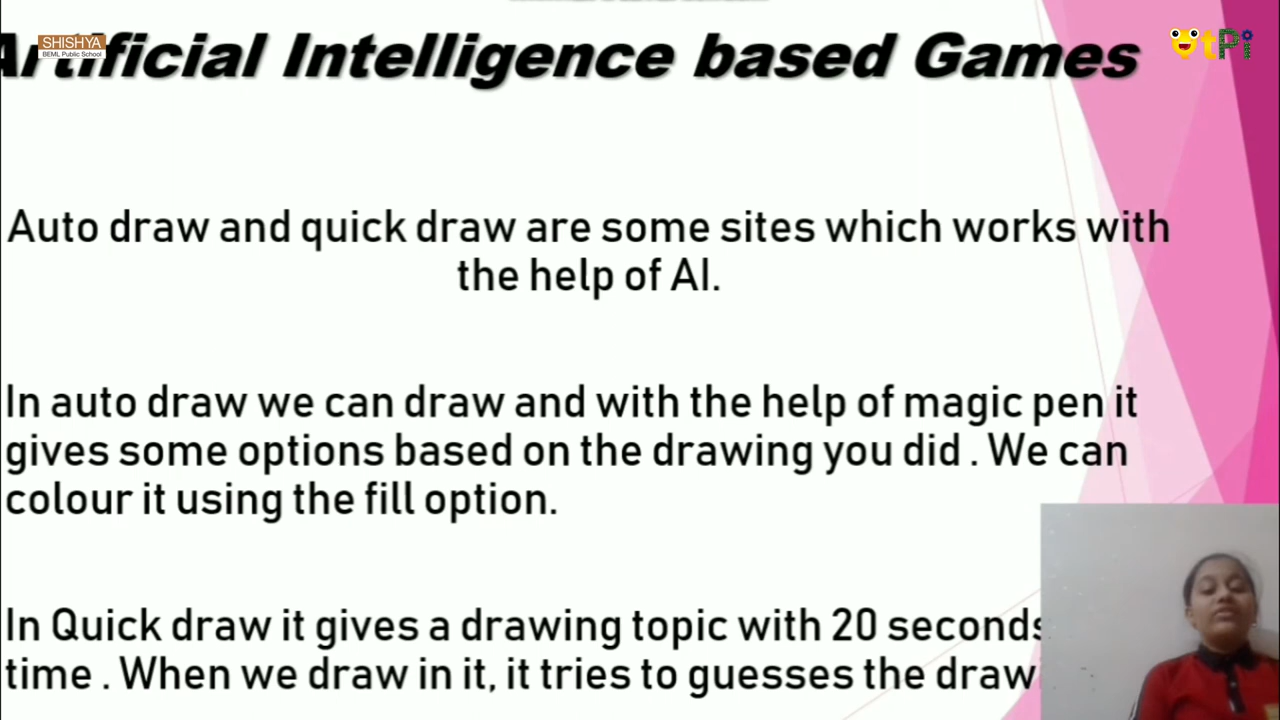 SHISHYA
BEML Public School
Artificial Intelligence based Games
utPi
Auto draw and quick draw are some sites which works with
the help of AI.
In auto draw we can draw and with the help of magic pen it
gives some options based on the drawing you did . We can
colour it using the fill option.
In Quick draw it gives a drawing topic with 20 seconds
time . When we draw in it, it tries to guesses the draw